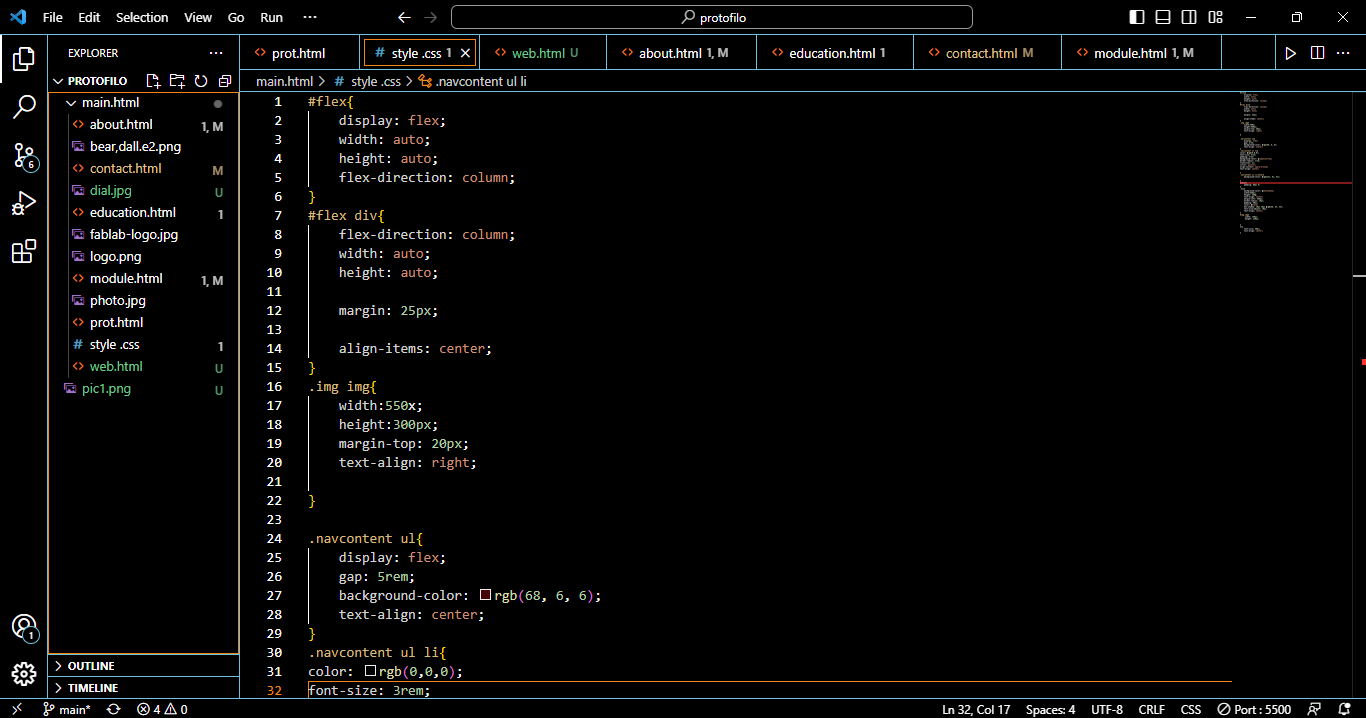 File Edit Selection View Go Run ··· protofilo
EXPLORER ···
prot.html
style .css 1
web.html U
about.html 1, M
education.html 1
contact.html M
module.html 1, M
PROTOFILO
main.html > # style .css > .navcontent ul li
main.html
about.html 1, M
bear,dall.e2.png
contact.html M
dial.jpg U
education.html 1
fablab-logo.jpg
logo.png
module.html 1, M
photo.jpg
prot.html
# style .css 1
web.html U
pic1.png U
OUTLINE
TIMELINE
1 #flex{
2 display: flex;
3 width: auto;
4 height: auto;
5 flex-direction: column;
6 }
7 #flex div{
8 flex-direction: column;
9 width: auto;
10 height: auto;
11
12 margin: 25px;
13
14 align-items: center;
15 }
16 .img img{
17 width:550x;
18 height:300px;
19 margin-top: 20px;
20 text-align: right;
21
22 }
23
24 .navcontent ul{
25 display: flex;
26 gap: 5rem;
27 background-color: rgb(68, 6, 6);
28 text-align: center;
29 }
30 .navcontent ul li{
31 color: rgb(0,0,0);
32 font-size: 3rem;
6
1
main* 4 0 Ln 32, Col 17 Spaces: 4 UTF-8 CRLF CSS Port : 5500